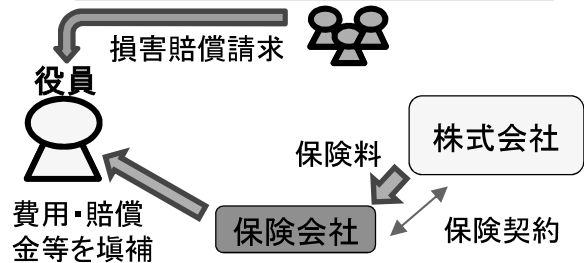 損害賠償請求
役員
株式会社
保険料
保険会社
保険契約
費用・賠償
金等を塡補